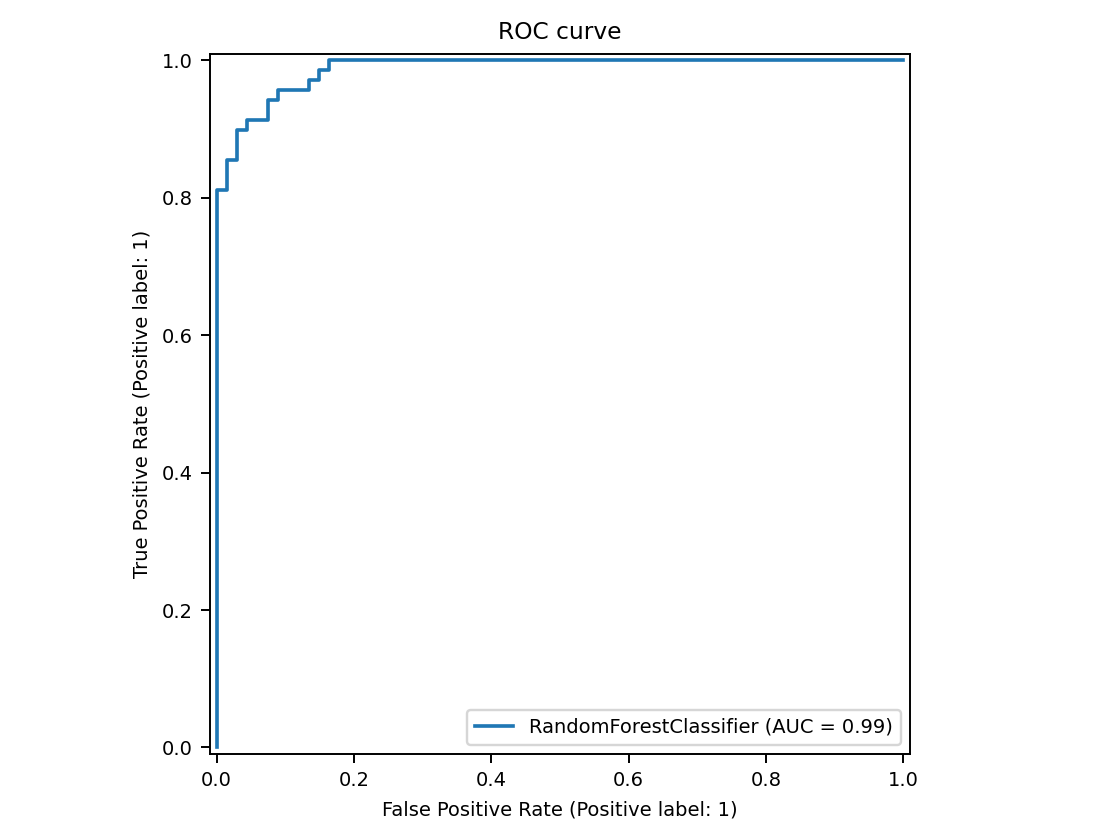 ROC curve
True Positive Rate (Positive label: 1)
1.0
0.8
0.6
0.4
0.2
0.0
RandomForestClassifier (AUC = 0.99)
0.0 0.2 0.4 0.6 0.8 1.0
False Positive Rate (Positive label: 1)